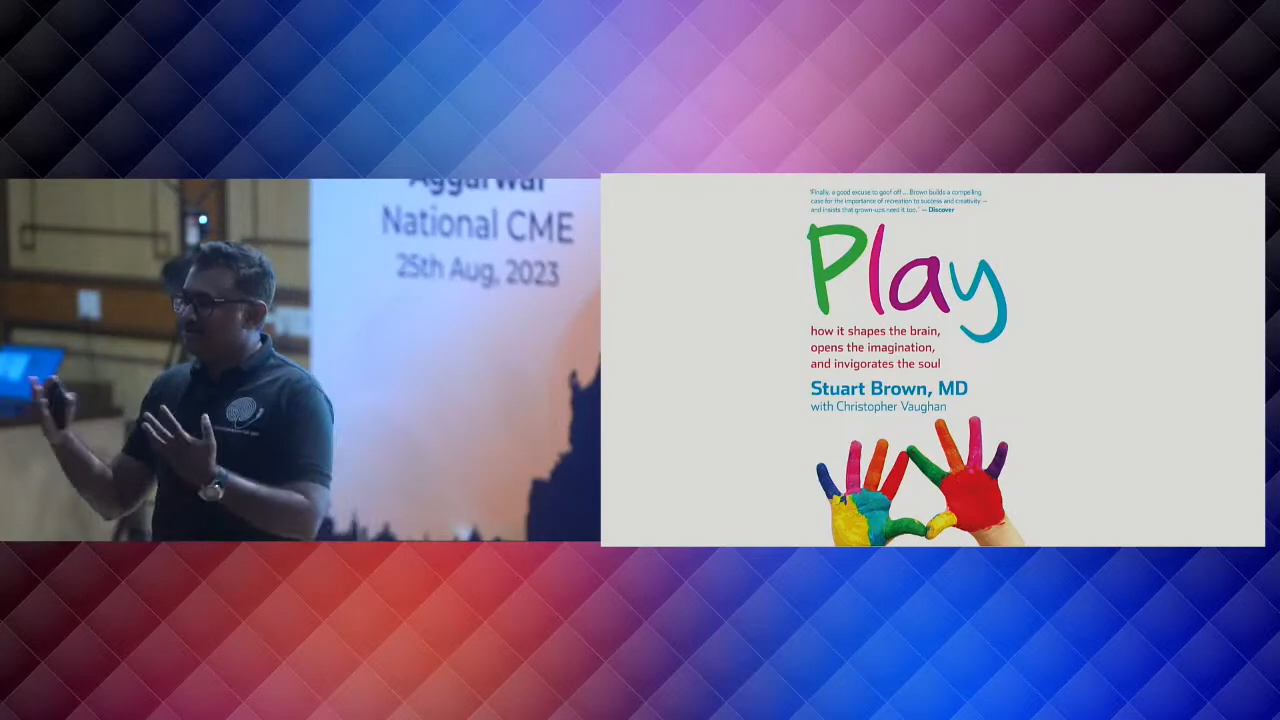 Aggarwal
National CME
25th Aug, 2023
'Finally, a good excuse to goof off ... Brown builds a compelling
case for the importance of recreation to success and creativity —
and insists that grown-ups need it too.' — Discover
Play
how it shapes the brain,
opens the imagination,
and invigorates the soul
Stuart Brown, MD
with Christopher Vaughan